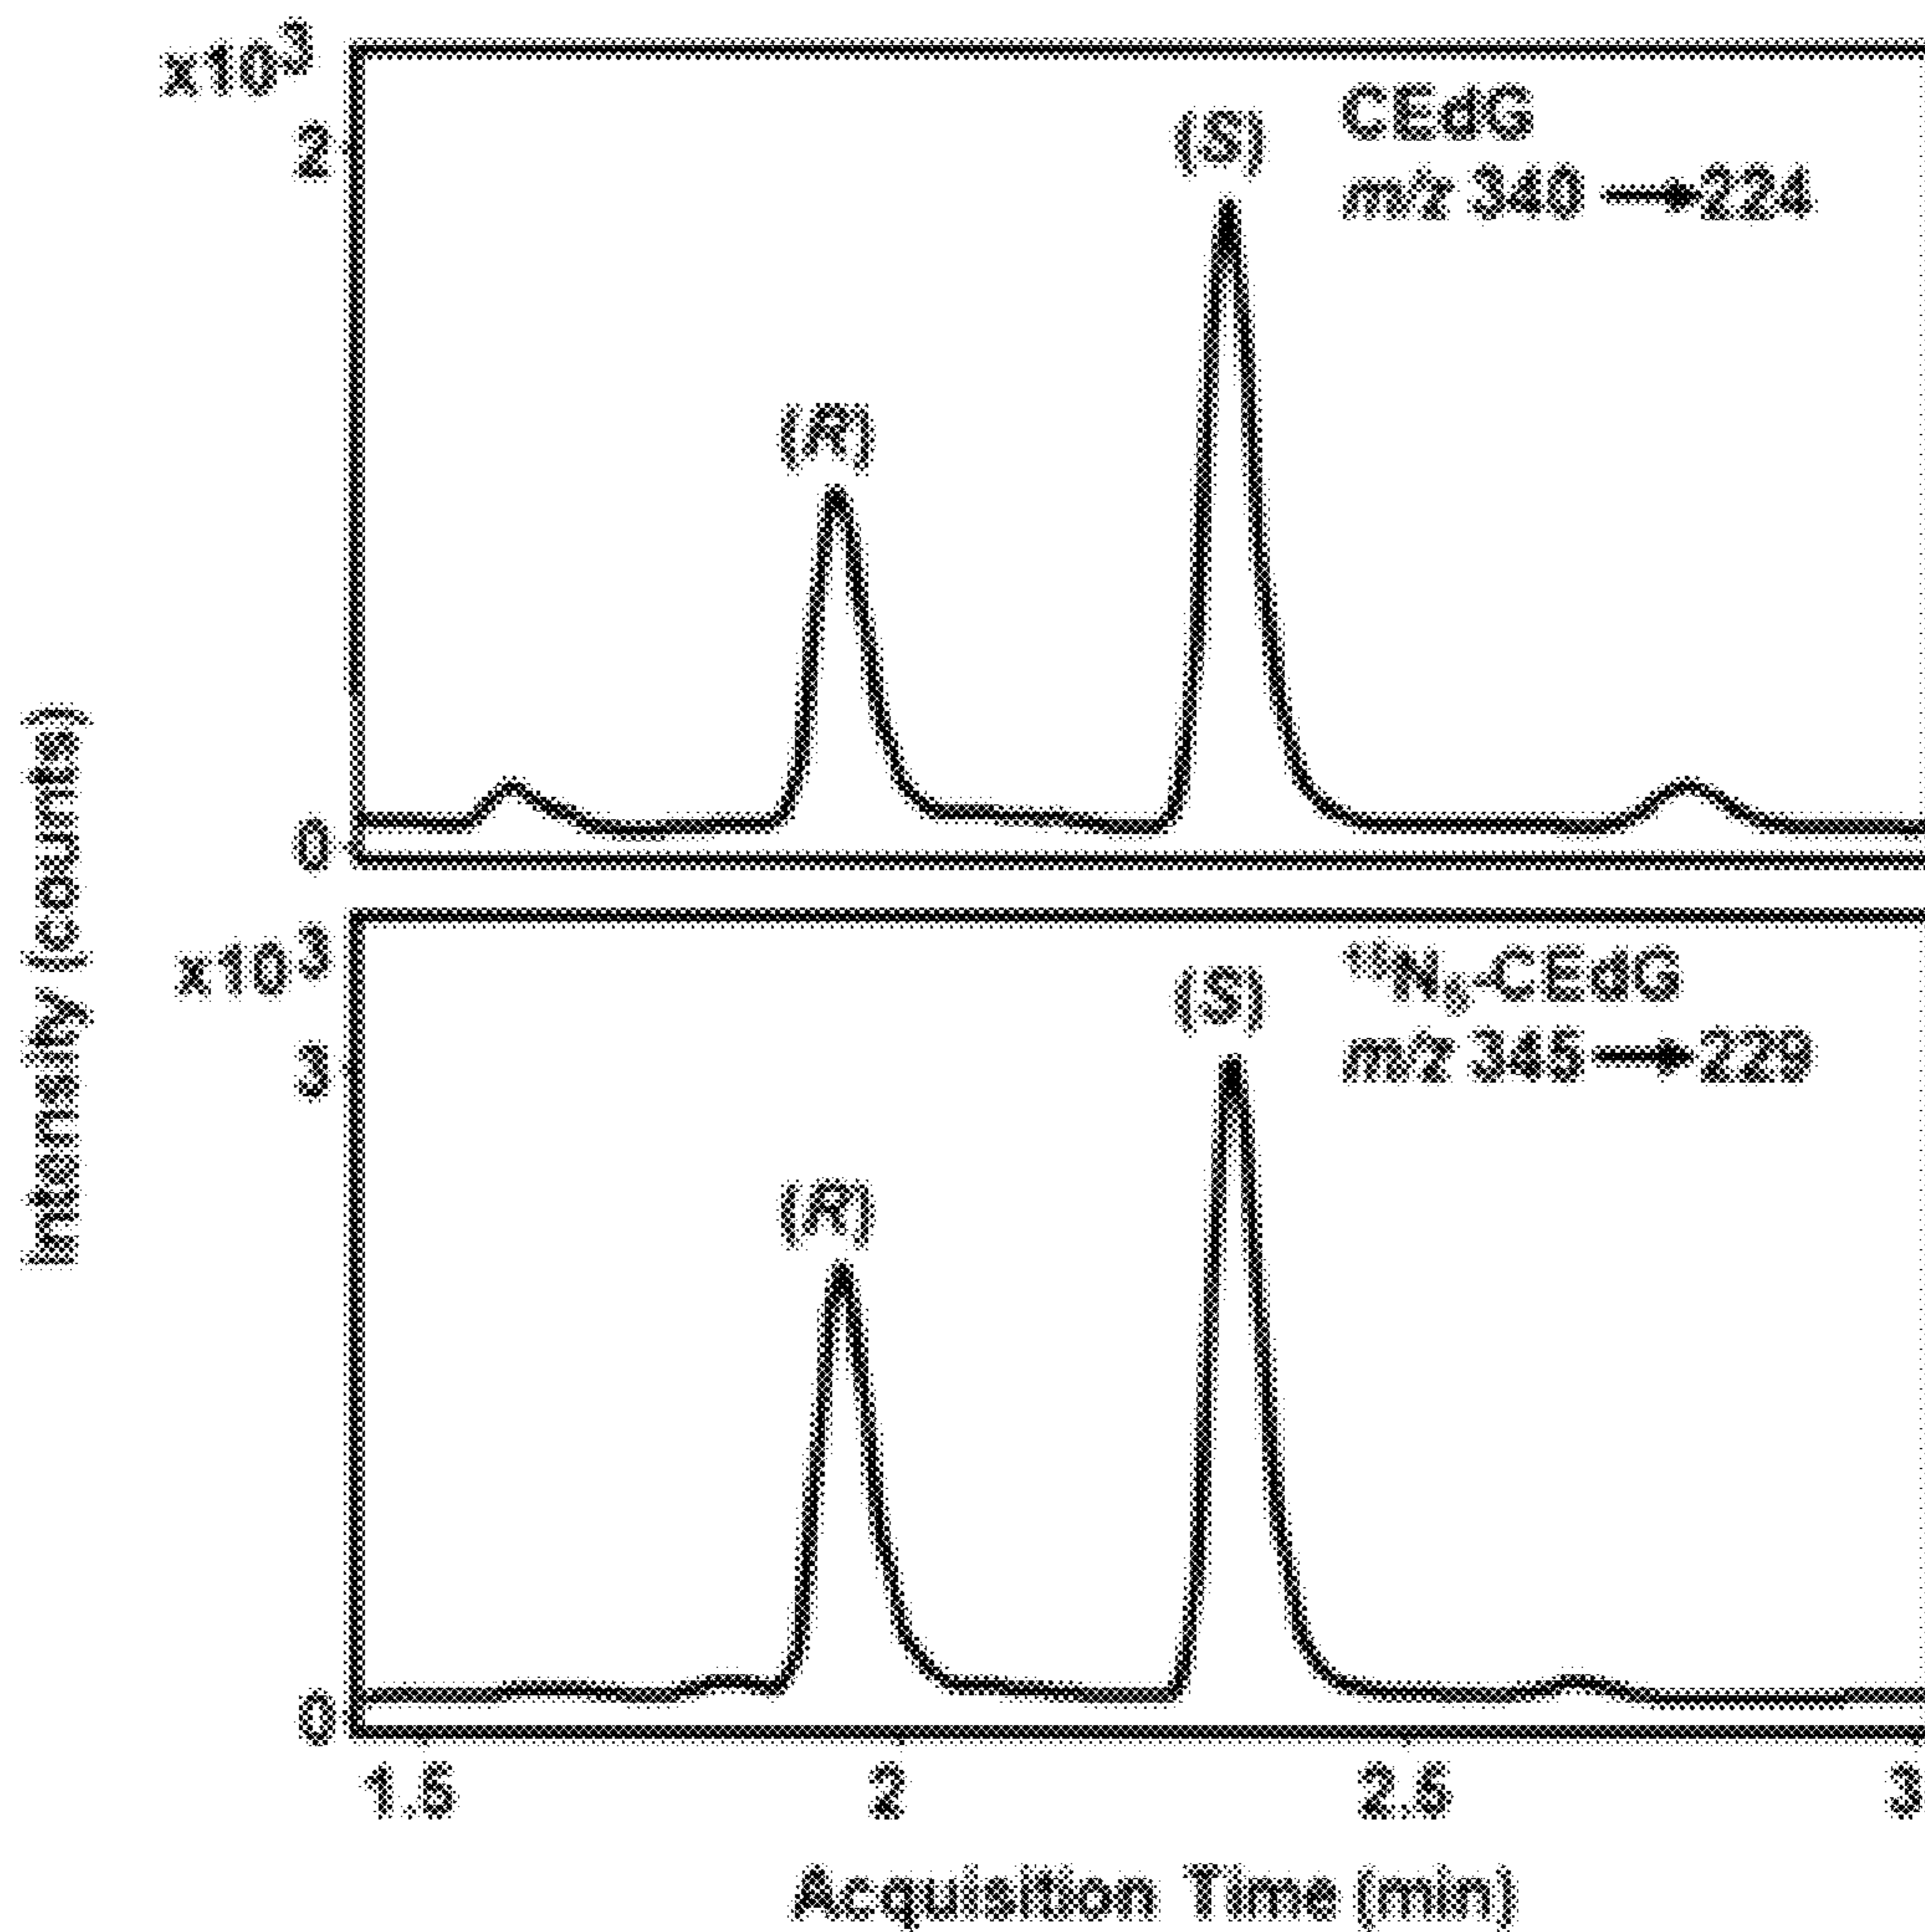 x10³
2
(S)
CEdG
m/z 340 →224
(R)
0
Intensity (counts)
x10³
3
(S)
¹⁵N₅-CEdG
m/z 345 →229
(R)
0
1.5 2 2.5 3
Acquisition Time (min)